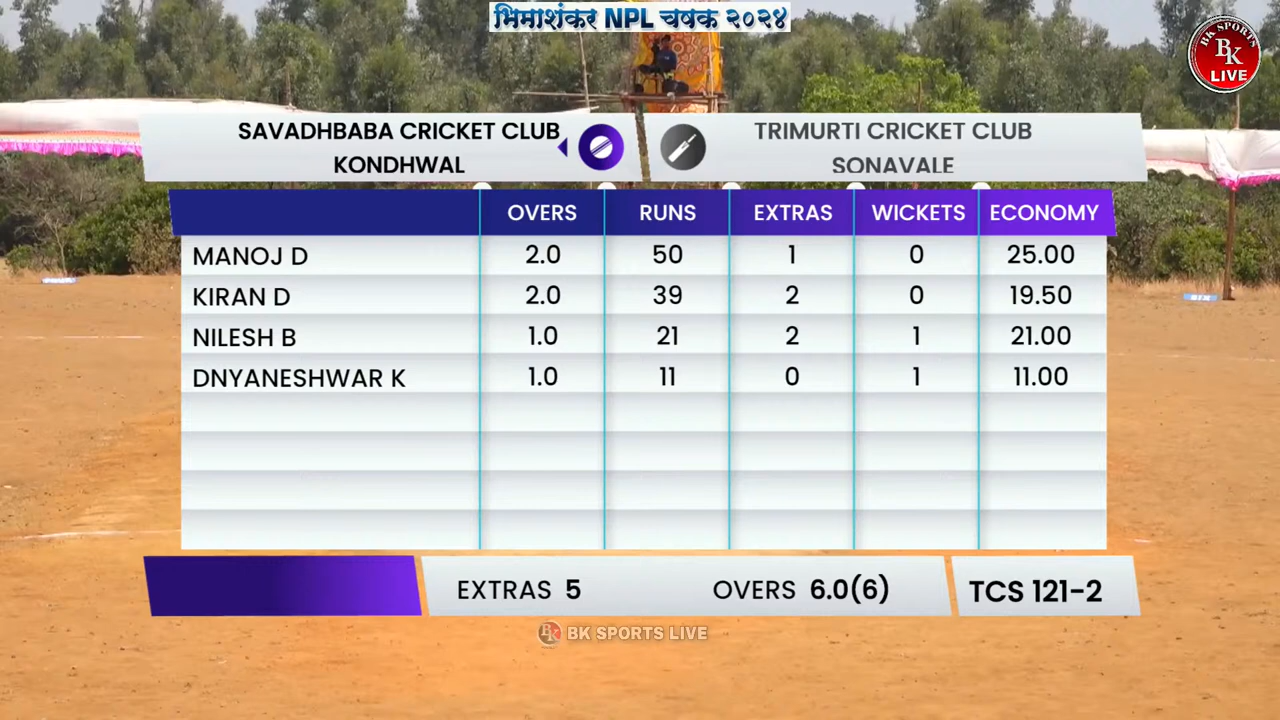 भिमाशंकर NPL चषक २०२४
BK SPORTS
BK
LIVE
SAVADHBABA CRICKET CLUB
KONDHWAL
TRIMURTI CRICKET CLUB
SONAVALE
OVERS RUNS EXTRAS WICKETS ECONOMY
MANOJ D 2.0 50 1 0 25.00
KIRAN D 2.0 39 2 0 19.50
NILESH B 1.0 21 2 1 21.00
DNYANESHWAR K 1.0 11 0 1 11.00
EXTRAS 5 OVERS 6.0(6) TCS 121-2
BK BK SPORTS LIVE